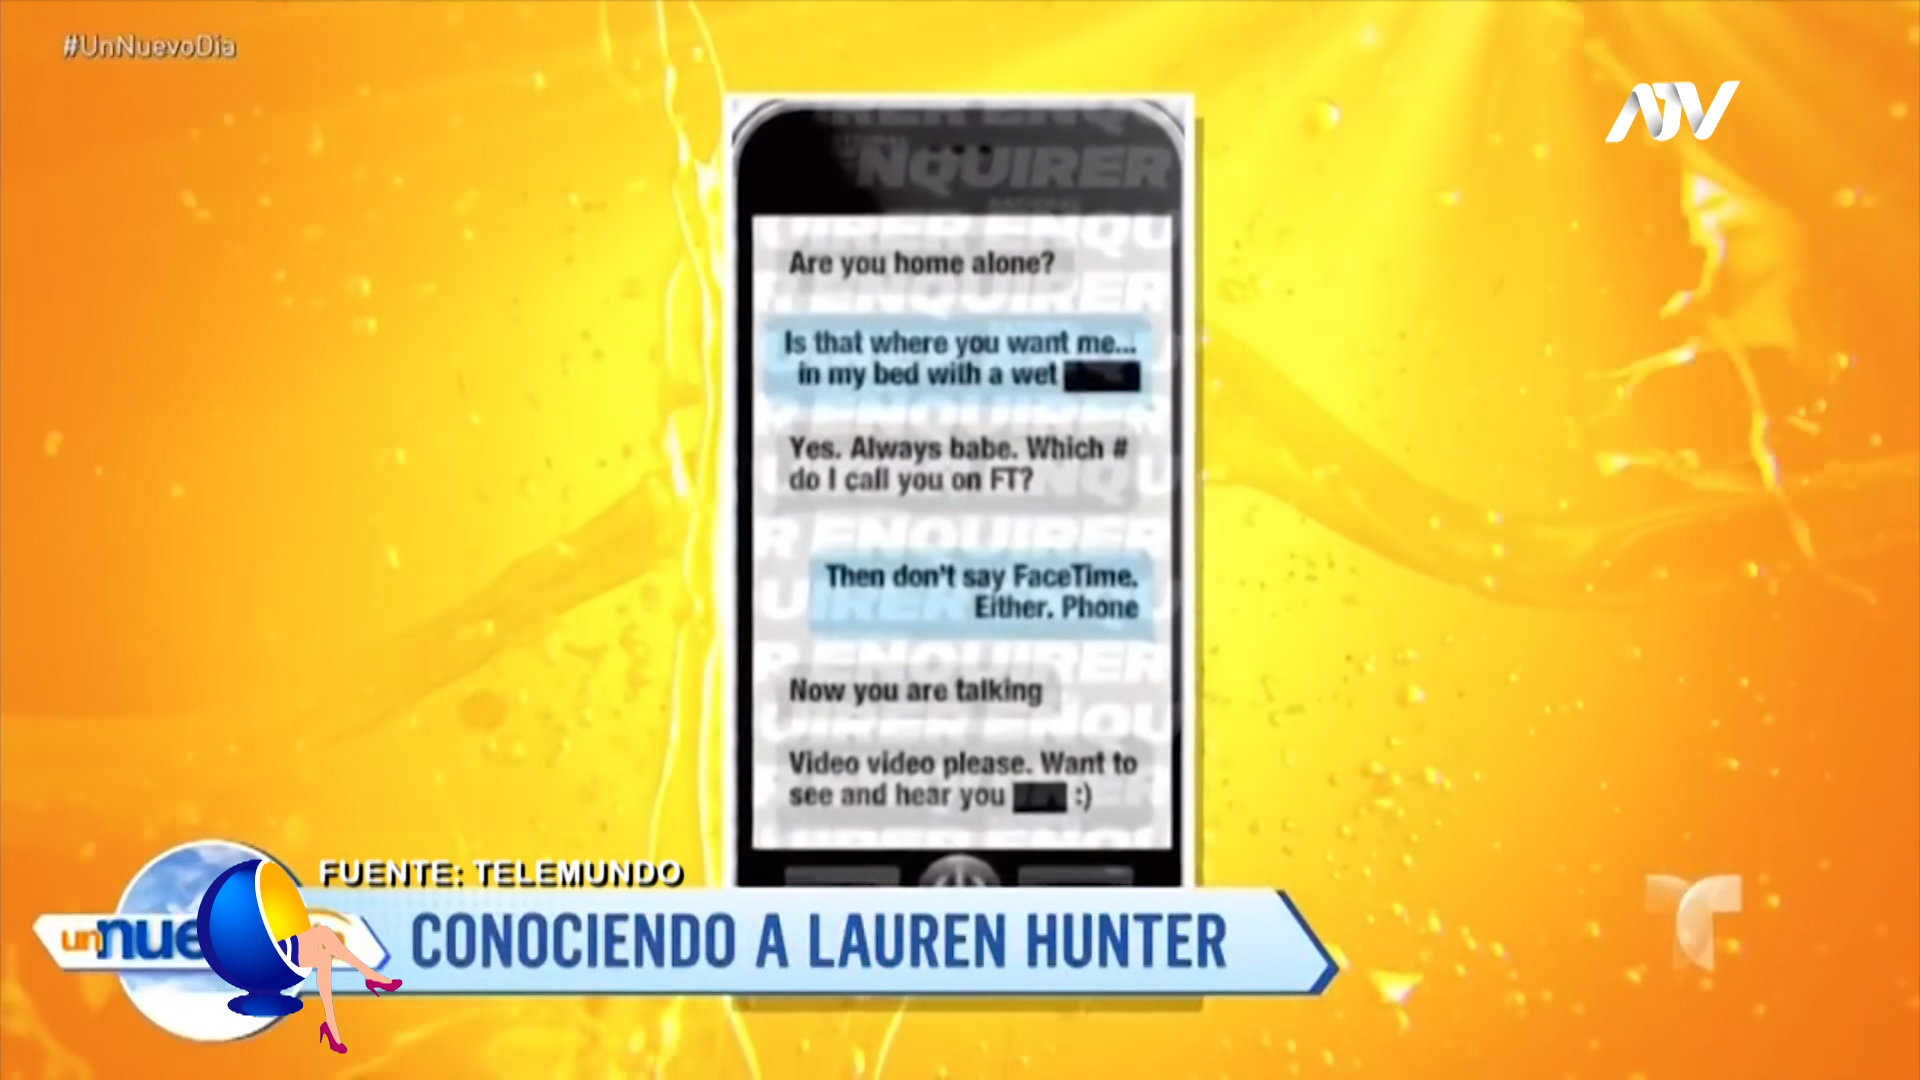 #UnNuevoDia
ATV
NQUIRER
Are you home alone?
Is that where you want me...
in my bed with a wet
Yes. Always babe. Which #
do I call you on FT?
Then don't say FaceTime.
Either. Phone
Now you are talking
Video video please. Want to
see and hear you :)
FUENTE: TELEMUNDO
un nue
CONOCIENDO A LAUREN HUNTER